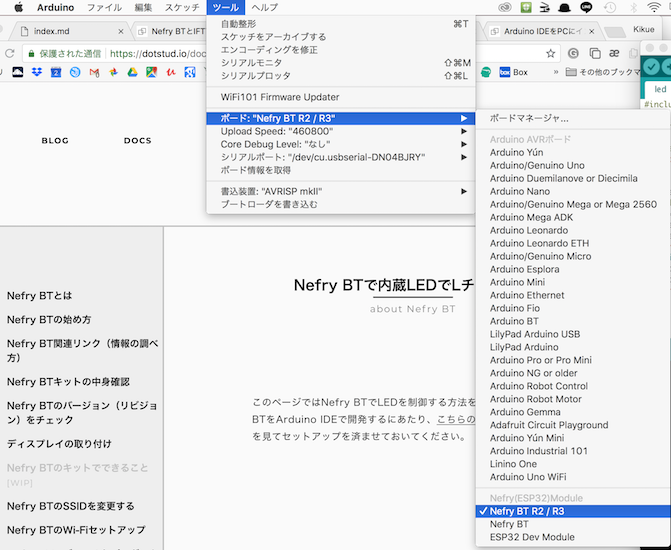 Arduino ファイル 編集 スケッチ ツール ヘルプ
index.md
Nefry BTとIFT
Arduino IDEをPCにイ
Kikue
保護された通信 https://dotstud.io/doc
Box
その他のブックマ
led
#inclu
自動整形 ⌘T
スケッチをアーカイブする
エンコーディングを修正
シリアルモニタ ⇧⌘M
シリアルプロッタ ⇧⌘L
WiFi101 Firmware Updater
ボード: "Nefry BT R2 / R3"
Upload Speed: "460800"
Core Debug Level: "なし"
シリアルポート: "/dev/cu.usbserial-DN04BJRY"
ボード情報を取得
書込装置: "AVRISP mkII"
ブートローダを書き込む
ボードマネージャ...
Arduino AVRボード
Arduino Yún
Arduino/Genuino Uno
Arduino Duemilanove or Diecimila
Arduino Nano
Arduino/Genuino Mega or Mega 2560
Arduino Mega ADK
Arduino Leonardo
Arduino Leonardo ETH
Arduino/Genuino Micro
Arduino Esplora
Arduino Mini
Arduino Ethernet
Arduino Fio
Arduino BT
LilyPad Arduino USB
LilyPad Arduino
Arduino Pro or Pro Mini
Arduino NG or older
Arduino Robot Control
Arduino Robot Motor
Arduino Gemma
Adafruit Circuit Playground
Arduino Yún Mini
Arduino Industrial 101
Linino One
Arduino Uno WiFi
Nefry(ESP32)Module
✓ Nefry BT R2 / R3
Nefry BT
ESP32 Dev Module
BLOG DOCS
Nefry BTとは
Nefry BTの始め方
Nefry BT関連リンク（情報の調べ
方）
Nefry BTキットの中身確認
Nefry BTのバージョン（リビジョ
ン）をチェック
ディスプレイの取り付け
Nefry BTのキットでできること
[WIP]
Nefry BTのSSIDを変更する
Nefry BTのWi-Fiセットアップ
Nefry BTで内蔵LEDでLチ
about Nefry BT
このページではNefry BTでLEDを制御する方法を
BTをArduino IDEで開発するにあたり、こちらの
を見てセットアップを済ませておいてください。